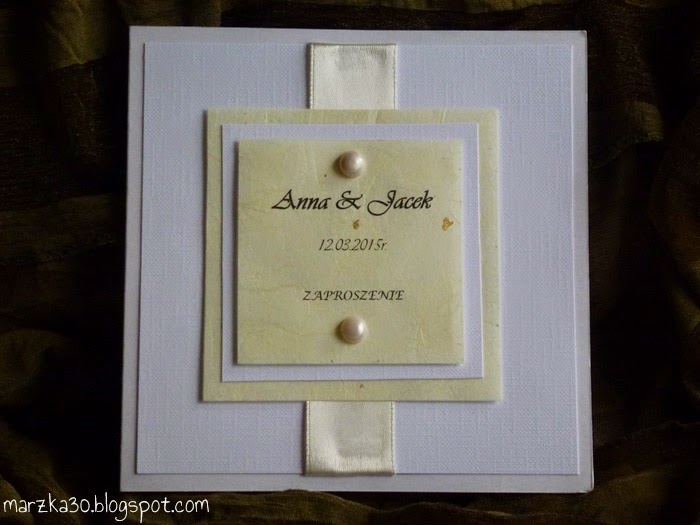 Anna & Jacek
12.03.2015r.
ZAPROSZENIE
marzka30.blogspot.com